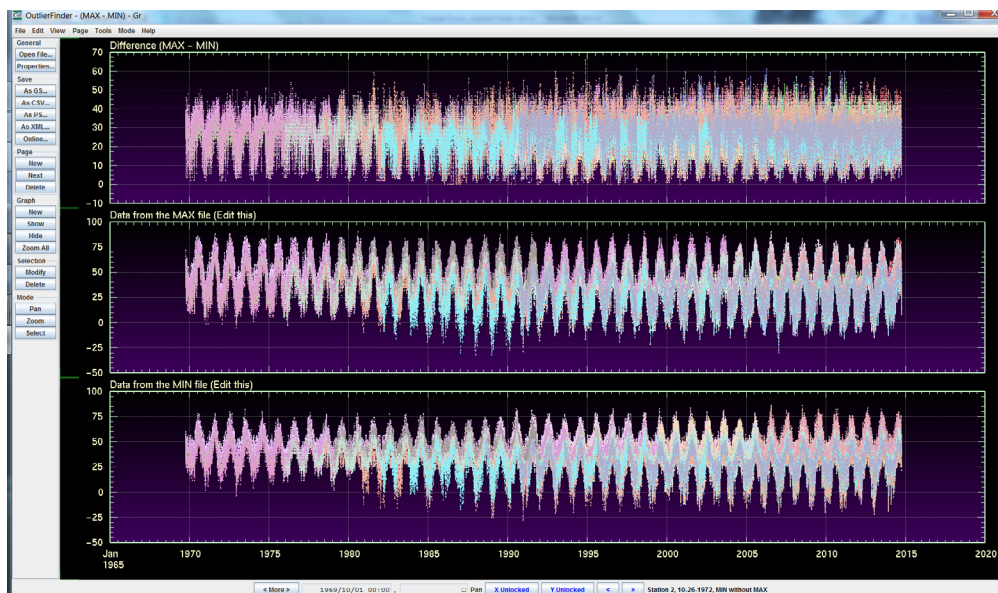 OutlierFinder - (MAX - MIN) - Gr
File Edit View Page Tools Mode Help
General
Open File...
Properties...
Save
As GS...
As CSV...
As PS...
As XML...
Online...
Page
New
Next
Delete
Graph
New
Show
Hide
Zoom All
Selection
Modify
Delete
Mode
Pan
Zoom
Select
Difference (MAX - MIN)
70
60
50
40
30
20
10
0
-10
Data from the MAX file (Edit this)
100
75
50
25
0
-25
-50
Data from the MIN file (Edit this)
100
75
50
25
0
-25
-50
Jan 1970 1975 1980 1985 1990 1995 2000 2005 2010 2015 2020
1965
< More > 1969/10/01 00:00 , Pan X Unlocked Y Unlocked < > Station 2, 10-26-1972, MIN without MAX